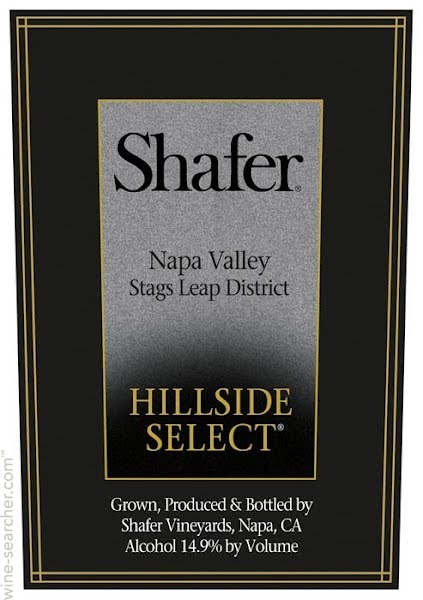 Shafer®
Napa Valley
Stags Leap District
HILLSIDE
SELECT®
Grown, Produced & Bottled by
Shafer Vineyards, Napa, CA
Alcohol 14.9% by Volume
wine-searcher.com™